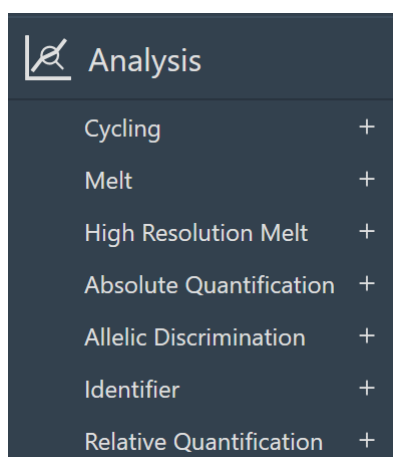 Analysis
Cycling +
Melt +
High Resolution Melt +
Absolute Quantification +
Allelic Discrimination +
Identifier +
Relative Quantification +